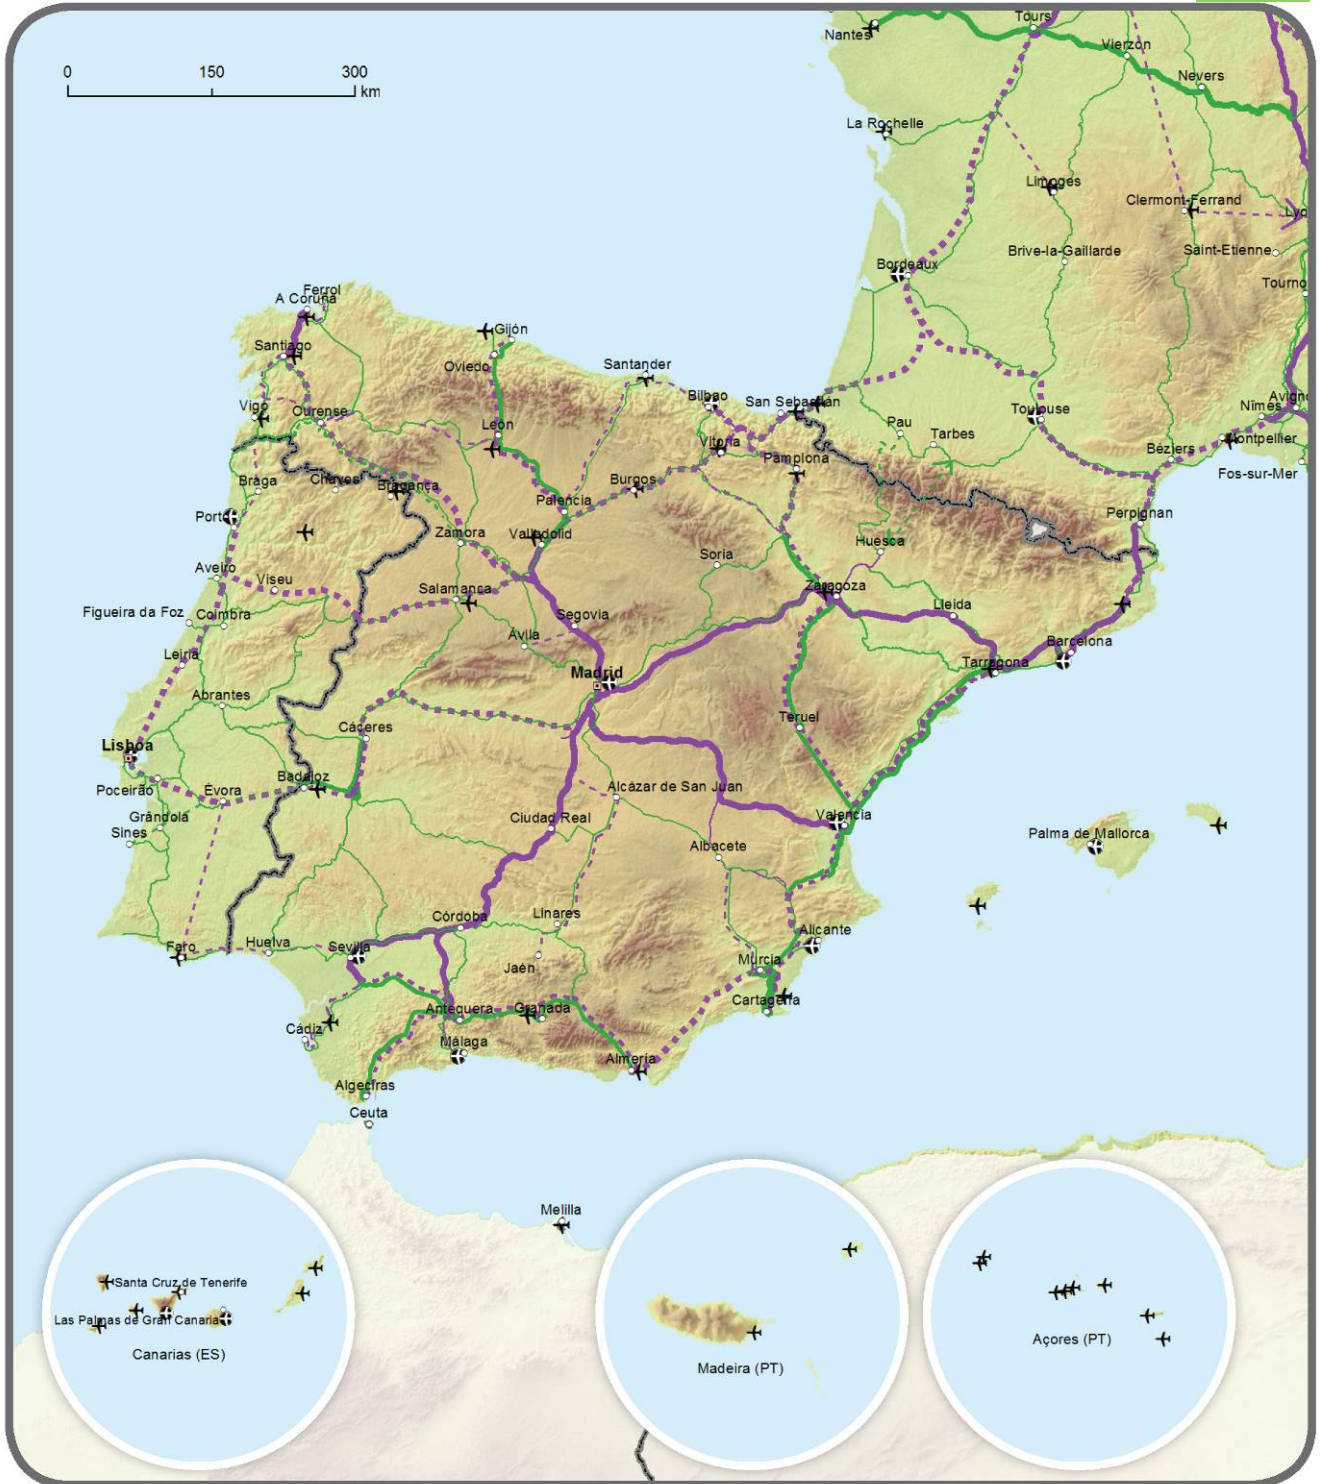 Tours
Nantes
Vierzon
Nevers
0 150 300
km
La Rochelle
Limoges
Clermont-Ferrand
Lyo
Brive-la-Gaillarde
Saint-Etienne
Bordeaux
Tourno
Ferrol
A Coruña
Gijón
Santiago
Oviedo
Santander
Bilbao
San Sebastián
Toulouse
Avigno
Nîmes
Vigo
Ourense
León
Vitoria
Pau
Tarbes
Montpellier
Béziers
Pamplona
Fos-sur-Mer
Braga
Chaves
Bragança
Burgos
Palencia
Perpignan
Porto
Zamora
Valladolid
Huesca
Soria
Aveiro
Viseu
Salamanca
Zaragoza
Lleida
Figueira da Foz
Coimbra
Segovia
Ávila
Barcelona
Leiria
Tarragona
Madrid
Abrantes
Cáceres
Teruel
Lisboa
Badajoz
Poceirão
Évora
Alcázar de San Juan
Grândola
Ciudad Real
Valencia
Sines
Albacete
Palma de Mallorca
Córdoba
Linares
Alicante
Faro
Huelva
Sevilla
Jaén
Murcia
Antequera
Granada
Cartagena
Cádiz
Málaga
Almería
Algeciras
Ceuta
Melilla
Santa Cruz de Tenerife
Las Palmas de Gran Canaria
Canarias (ES)
Madeira (PT)
Açores (PT)